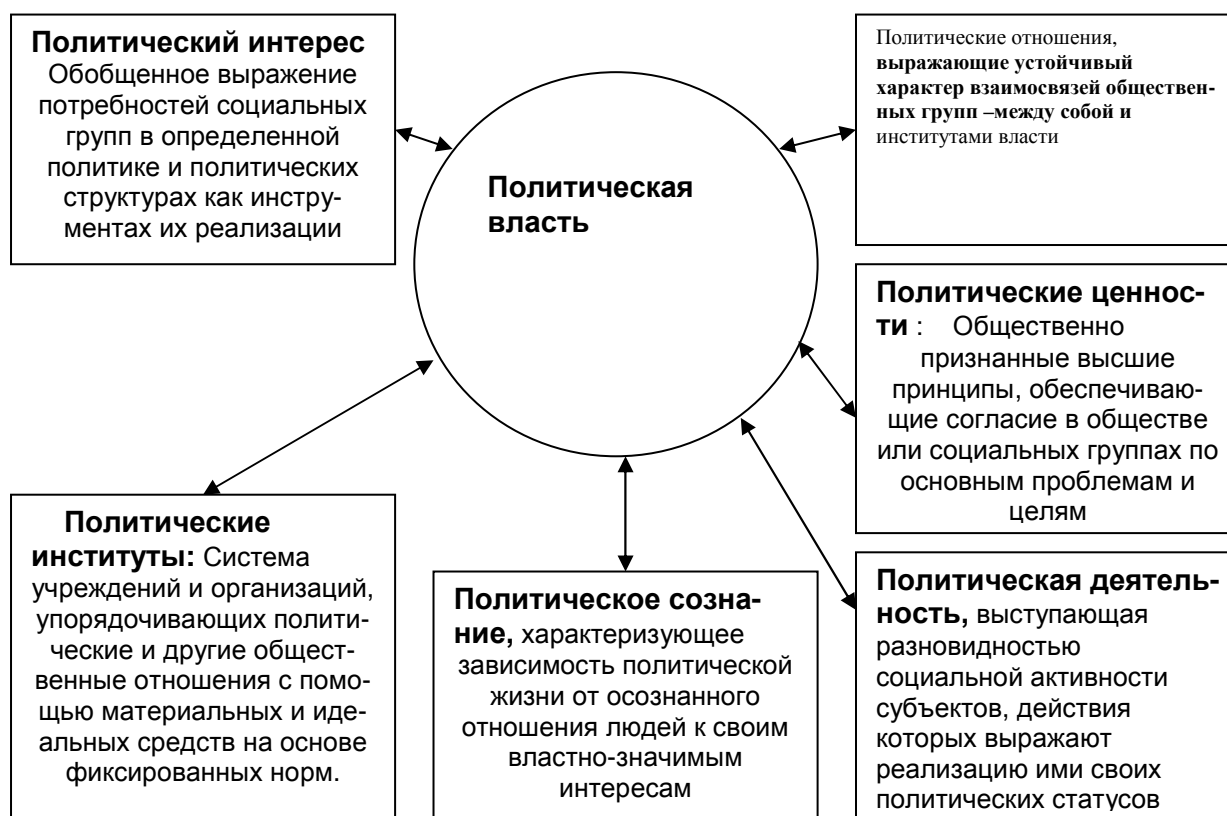 Политический интерес
Обобщенное выражение
потребностей социальных
групп в определенной
политике и политических
структурах как инстру-
ментах их реализации
Политическая
власть
Политические отношения,
выражающие устойчивый
характер взаимосвязей обществен-
ных групп –между собой и
институтами власти
Политические ценнос-
ти : Общественно
признанные высшие
принципы, обеспечиваю-
щие согласие в обществе
или социальных группах по
основным проблемам и
целям
Политические
институты: Система
учреждений и организаций,
упорядочивающих полити-
ческие и другие общест-
венные отношения с помо-
щью материальных и иде-
альных средств на основе
фиксированных норм.
Политическое созна-
ние, характеризующее
зависимость политической
жизни от осознанного
отношения людей к своим
властно-значимым
интересам
Политическая деятель-
ность, выступающая
разновидностью
социальной активности
субъектов, действия
которых выражают
реализацию ими своих
политических статусов